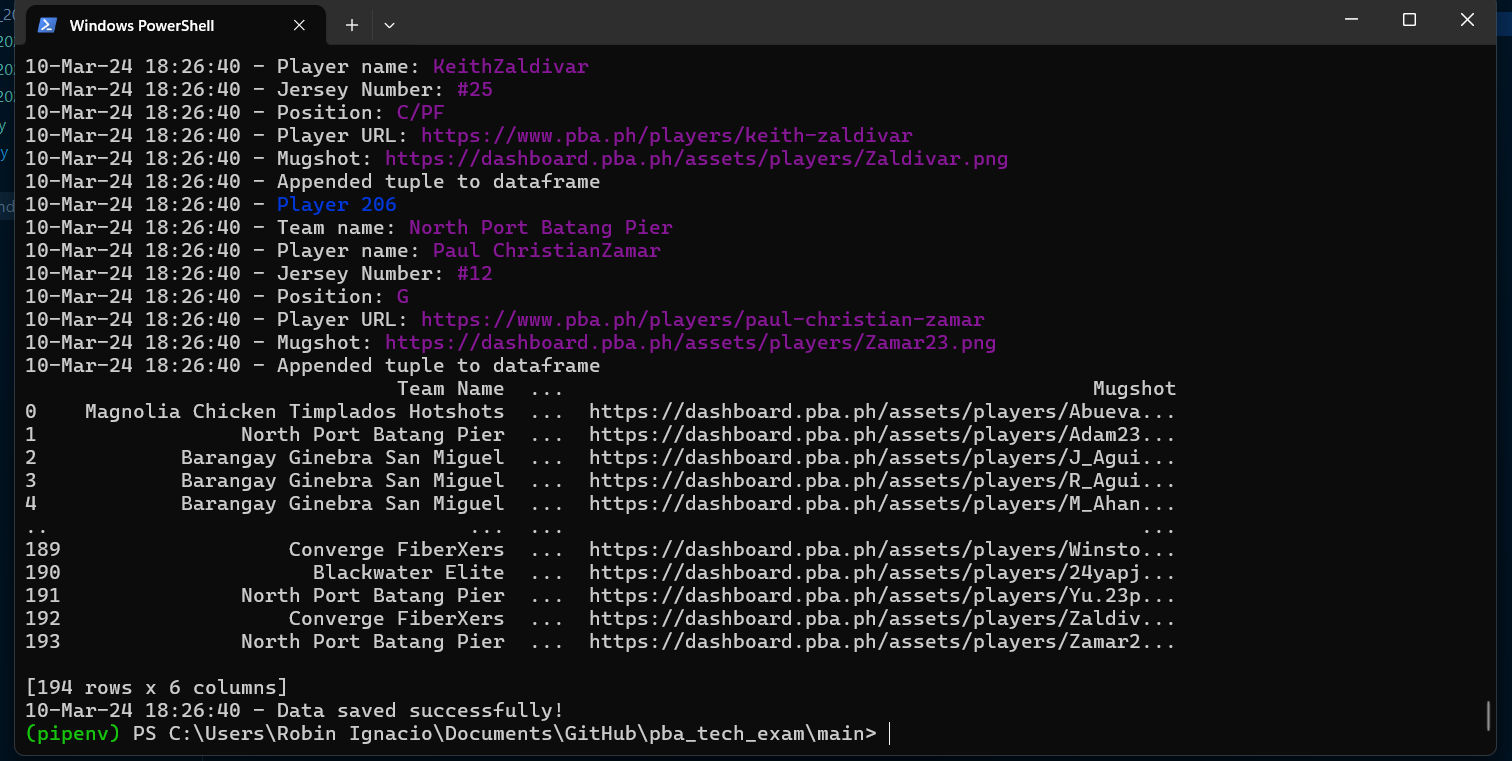 Windows PowerShell
10-Mar-24 18:26:40 - Player name: KeithZaldivar
10-Mar-24 18:26:40 - Jersey Number: #25
10-Mar-24 18:26:40 - Position: C/PF
10-Mar-24 18:26:40 - Player URL: https://www.pba.ph/players/keith-zaldivar
10-Mar-24 18:26:40 - Mugshot: https://dashboard.pba.ph/assets/players/Zaldivar.png
10-Mar-24 18:26:40 - Appended tuple to dataframe
10-Mar-24 18:26:40 - Player 206
10-Mar-24 18:26:40 - Team name: North Port Batang Pier
10-Mar-24 18:26:40 - Player name: Paul ChristianZamar
10-Mar-24 18:26:40 - Jersey Number: #12
10-Mar-24 18:26:40 - Position: G
10-Mar-24 18:26:40 - Player URL: https://www.pba.ph/players/paul-christian-zamar
10-Mar-24 18:26:40 - Mugshot: https://dashboard.pba.ph/assets/players/Zamar23.png
10-Mar-24 18:26:40 - Appended tuple to dataframe
Team Name ... Mugshot
0 Magnolia Chicken Timplados Hotshots ... https://dashboard.pba.ph/assets/players/Abueva...
1 North Port Batang Pier ... https://dashboard.pba.ph/assets/players/Adam23...
2 Barangay Ginebra San Miguel ... https://dashboard.pba.ph/assets/players/J_Agui...
3 Barangay Ginebra San Miguel ... https://dashboard.pba.ph/assets/players/R_Agui...
4 Barangay Ginebra San Miguel ... https://dashboard.pba.ph/assets/players/M_Ahan...
.. ... ... ...
189 Converge FiberXers ... https://dashboard.pba.ph/assets/players/Winsto...
190 Blackwater Elite ... https://dashboard.pba.ph/assets/players/24yapj...
191 North Port Batang Pier ... https://dashboard.pba.ph/assets/players/Yu.23p...
192 Converge FiberXers ... https://dashboard.pba.ph/assets/players/Zaldiv...
193 North Port Batang Pier ... https://dashboard.pba.ph/assets/players/Zamar2...
[194 rows x 6 columns]
10-Mar-24 18:26:40 - Data saved successfully!
(pipenv) PS C:\Users\Robin Ignacio\Documents\GitHub\pba_tech_exam\main>